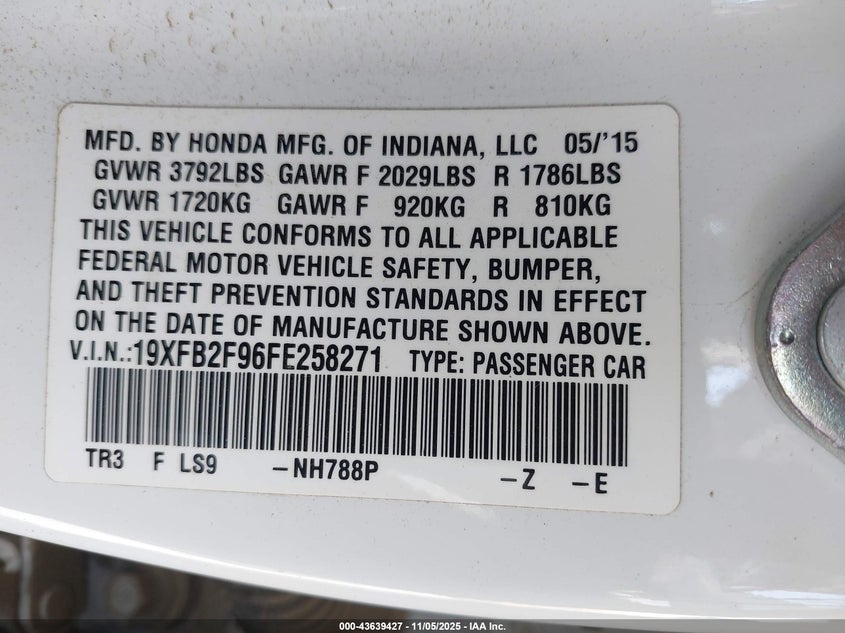 MFD. BY HONDA MFG. OF INDIANA, LLC 05/'15
GVWR 3792LBS GAWR F 2029LBS R 1786LBS
GVWR 1720KG GAWR F 920KG R 810KG
THIS VEHICLE CONFORMS TO ALL APPLICABLE
FEDERAL MOTOR VEHICLE SAFETY, BUMPER,
AND THEFT PREVENTION STANDARDS IN EFFECT
ON THE DATE OF MANUFACTURE SHOWN ABOVE.
V.I.N.:19XFB2F96FE258271 TYPE: PASSENGER CAR
TR3 F LS9 -NH788P -Z -E
000-43639427 - 11/05/2025 - IAA Inc.